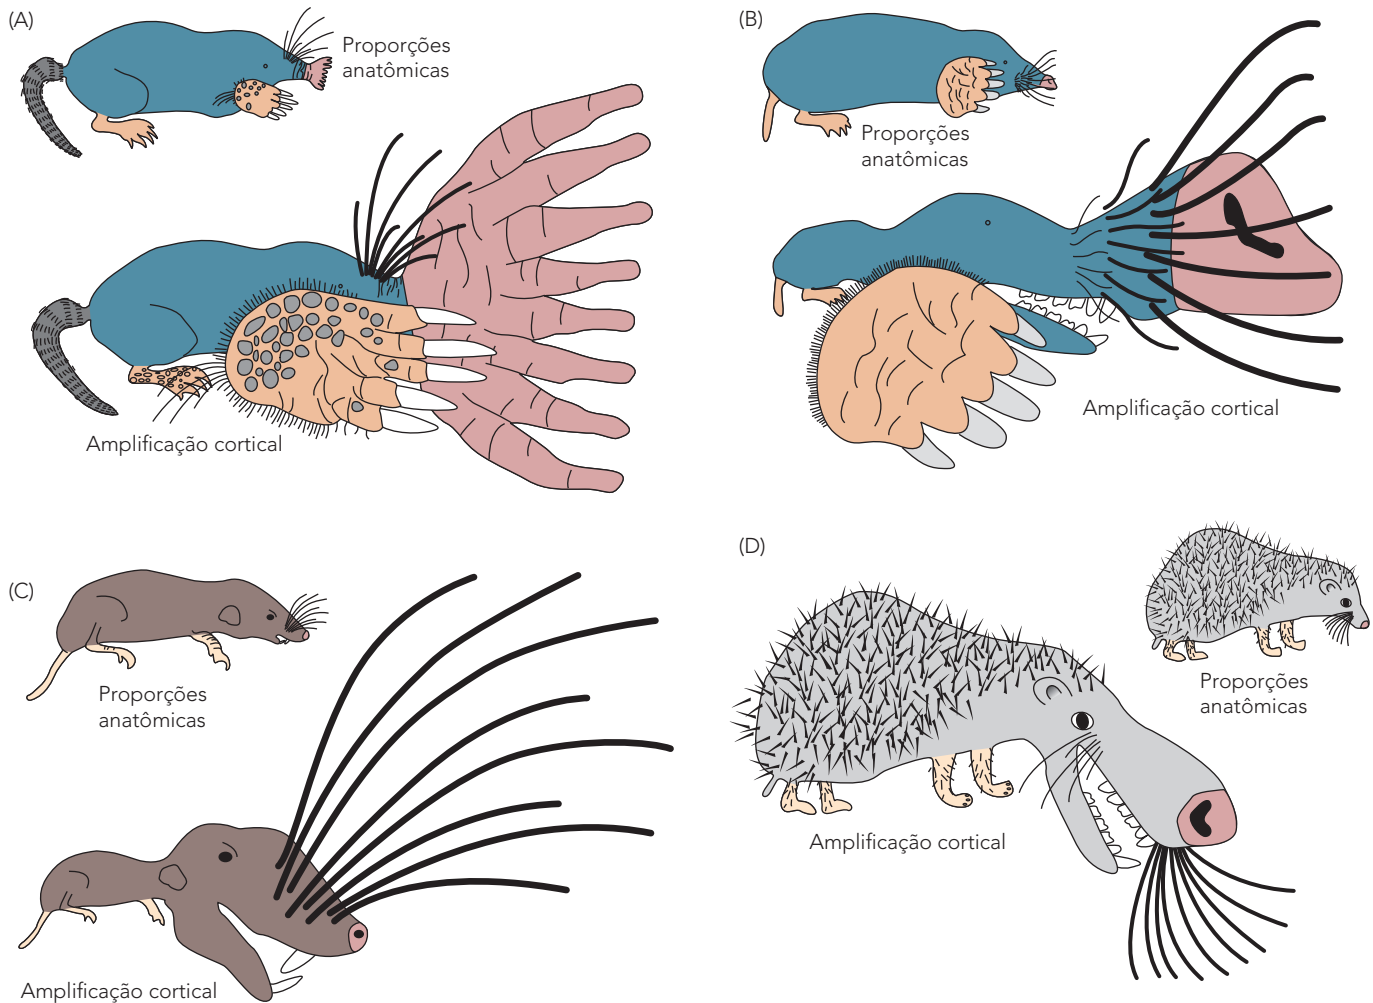 (A)
Proporções
anatômicas
Amplificação cortical
(B)
Proporções
anatômicas
Amplificação cortical
(C)
Proporções
anatômicas
Amplificação cortical
(D)
Proporções
anatômicas
Amplificação cortical